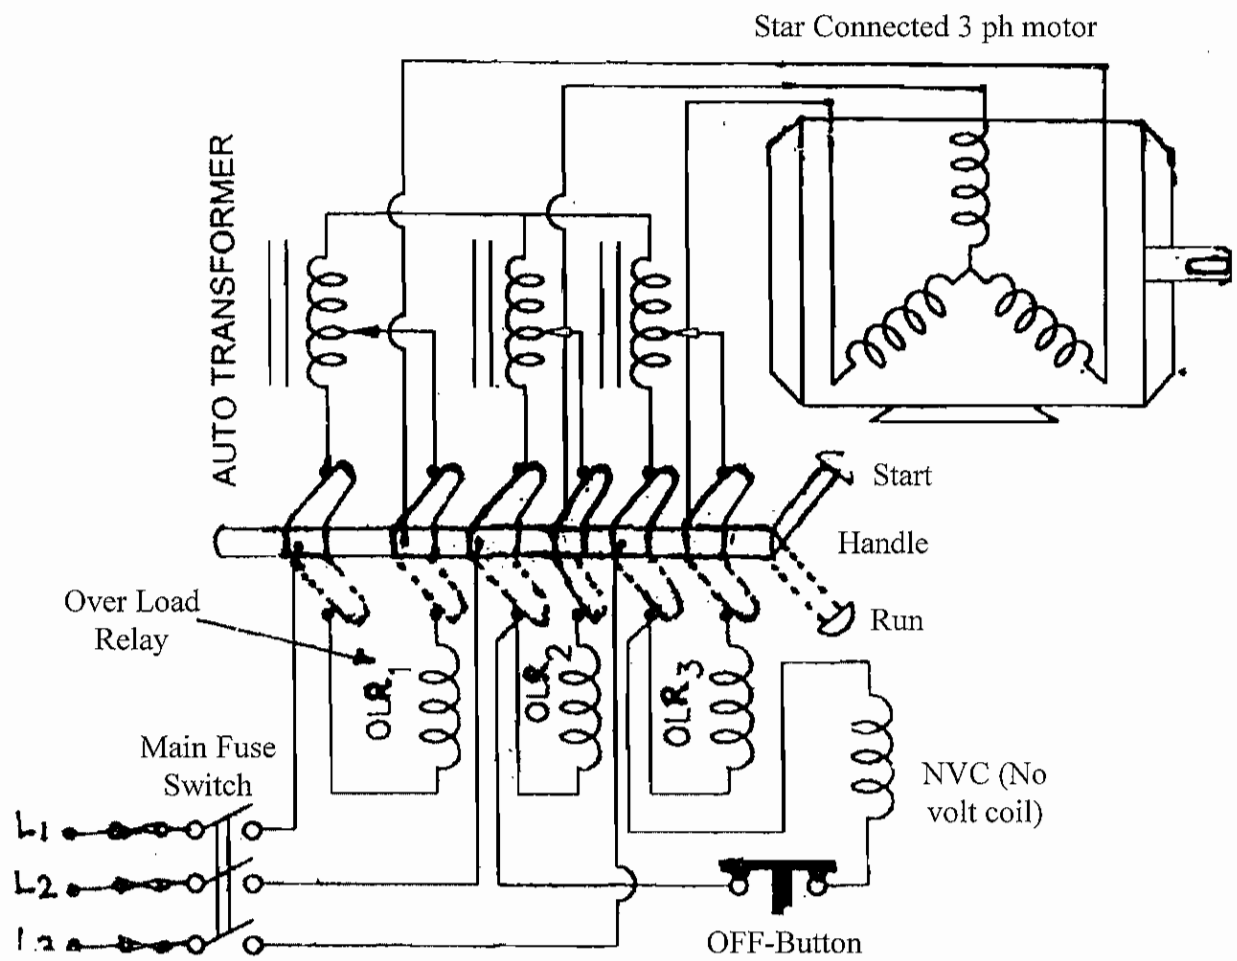 Star Connected 3 ph motor
AUTO TRANSFORMER
Start
Handle
Over Load
Relay
Run
OLR1
OLR2
OLR3
Main Fuse
Switch
NVC (No
volt coil)
L1
L2
OFF-Button